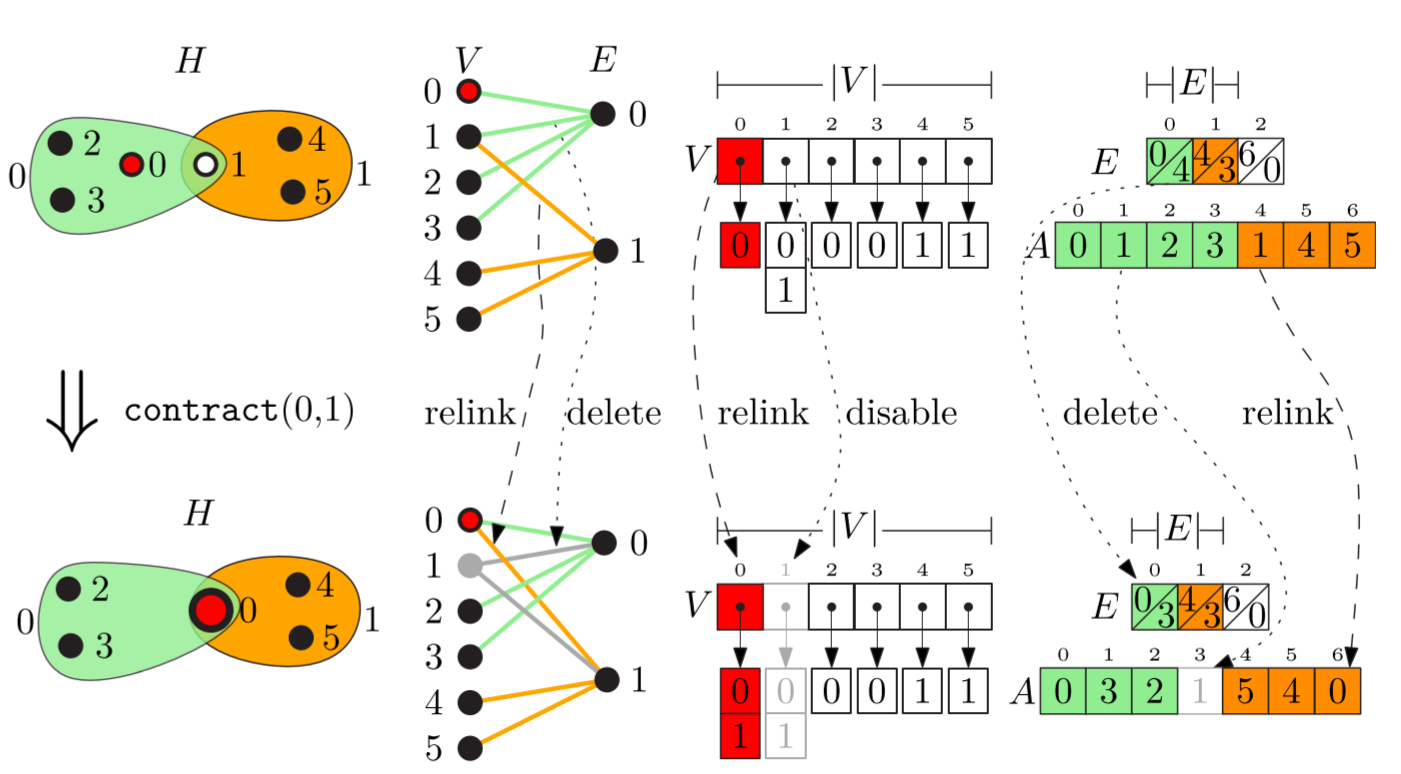 H
0 2 3 0 1 4 5 1
V E
0 0
1
2
3 1
4
5
|V|
0 1 2 3 4 5
V
0 0 0 0 1 1
1
|E|
0 1 2
E 0/4 4/3 6/0
0 1 2 3 4 5 6
A 0 1 2 3 1 4 5
contract(0,1)
relink delete
relink disable
delete relink
H
0 2 3 0 4 5 1
0 0
1
2
3 1
4
5
|V|
0 1 2 3 4 5
V
0 0 0 0 1 1
1 1
|E|
0 1 2
E 0/3 4/3 6/0
0 1 2 3 4 5 6
A 0 3 2 1 5 4 0